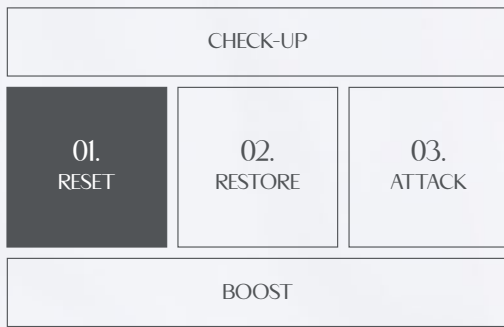 CHECK-UP
01.
RESET
02.
RESTORE
03.
ATTACK
BOOST